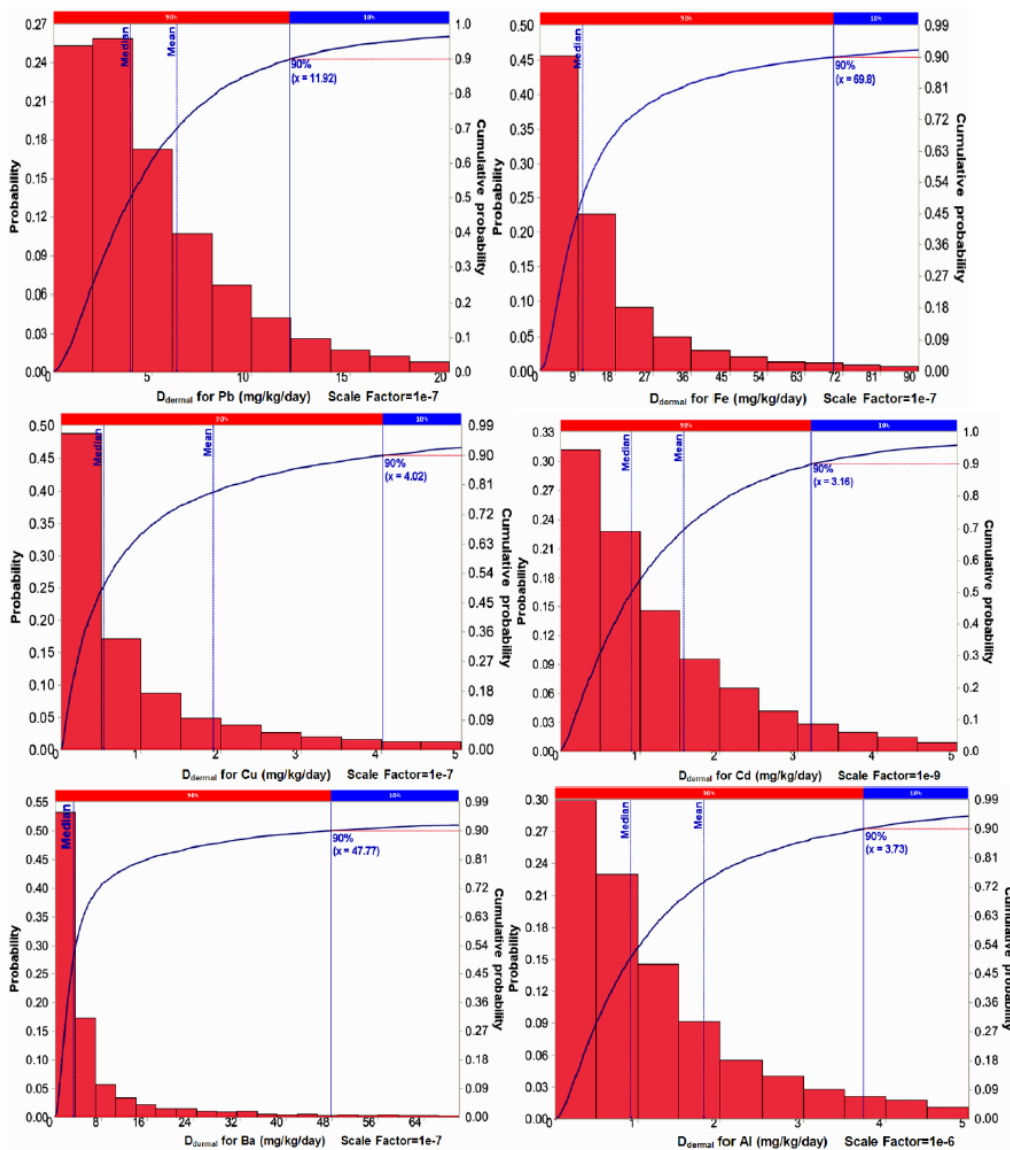 90% 10%
0.27 0.24 0.21 0.18 0.15 0.12 0.09 0.06 0.03 0.00
Probability
Median
Mean
90%
(x = 11.92)
1.0 0.9 0.8 0.7 0.6 0.5 0.4 0.3 0.2 0.1 0.0
Cumulative probability
0 5 10 15 20
Ddermal for Pb (mg/kg/day) Scale Factor=1e-7
90% 10%
0.50 0.45 0.40 0.35 0.30 0.25 0.20 0.15 0.10 0.05 0.00
Probability
Median
90%
(x = 69.8)
0.99 0.90 0.81 0.72 0.63 0.54 0.45 0.36 0.27 0.18 0.09 0.00
Cumulative probability
0 9 18 27 36 45 54 63 72 81 90
Ddermal for Fe (mg/kg/day) Scale Factor=1e-7
90% 10%
0.50 0.45 0.40 0.35 0.30 0.25 0.20 0.15 0.10 0.05 0.00
Probability
Median
Mean
90%
(x = 4.02)
0.99 0.90 0.81 0.72 0.63 0.54 0.45 0.36 0.27 0.18 0.09 0.00
Cumulative probability
0 1 2 3 4 5
Ddermal for Cu (mg/kg/day) Scale Factor=1e-7
90% 10%
0.33 0.30 0.27 0.24 0.21 0.18 0.15 0.12 0.09 0.06 0.03 0.00
Probability
Median
Mean
90%
(x = 3.16)
1.0 0.9 0.8 0.7 0.6 0.5 0.4 0.3 0.2 0.1 0.0
Cumulative probability
0 1 2 3 4 5
Ddermal for Cd (mg/kg/day) Scale Factor=1e-9
90% 10%
0.55 0.50 0.45 0.40 0.35 0.30 0.25 0.20 0.15 0.10 0.05 0.00
Probability
Median
90%
(x = 47.77)
0.99 0.90 0.81 0.72 0.63 0.54 0.45 0.36 0.27 0.18 0.09 0.00
Cumulative probability
0 8 16 24 32 40 48 56 64
Ddermal for Ba (mg/kg/day) Scale Factor=1e-7
90% 10%
0.30 0.27 0.24 0.21 0.18 0.15 0.12 0.09 0.06 0.03 0.00
Probability
Median
Mean
90%
(x = 3.73)
0.99 0.90 0.81 0.72 0.63 0.54 0.45 0.36 0.27 0.18 0.09 0.00
Cumulative probability
0 1 2 3 4 5
Ddermal for Al (mg/kg/day) Scale Factor=1e-6